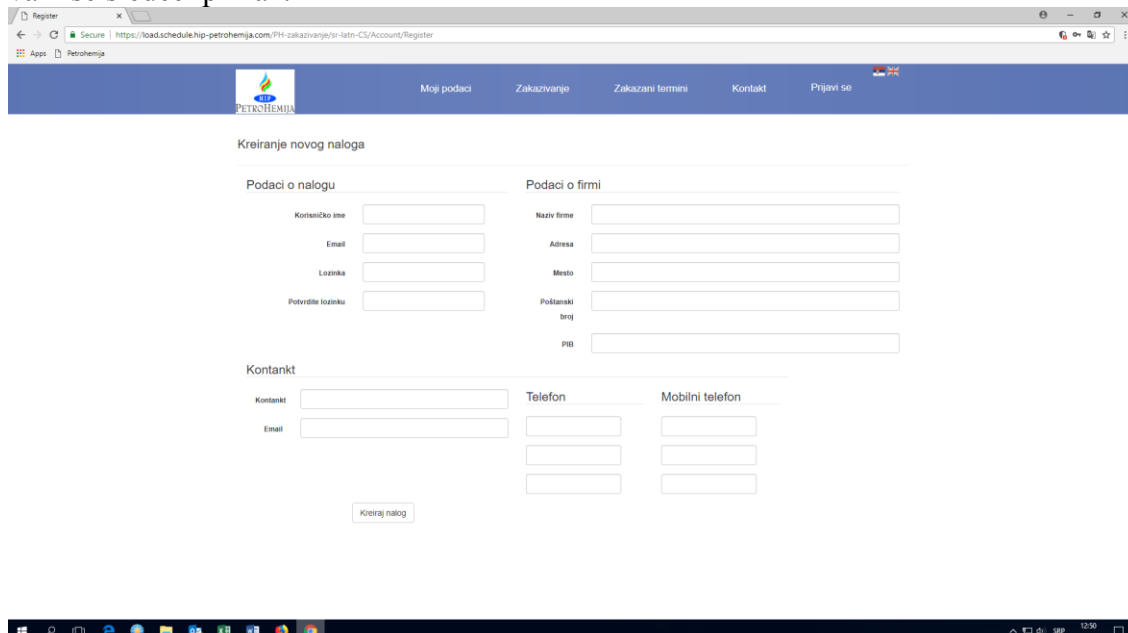 Register
Secure | https://load.schedule.hip-petrohemija.com/PH-zakazivanje/sr-latn-CS/Account/Register
Apps Petrohemija
HIP
PETROHEMIJA
Moji podaci Zakazivanje Zakazani termini Kontakt Prijavi se
Kreiranje novog naloga
Podaci o nalogu Podaci o firmi
Korisničko ime Naziv firme
Email Adresa
Lozinka Mesto
Potvrdite lozinku Poštanski
broj
PIB
Kontankt
Kontankt Telefon Mobilni telefon
Email
Kreiraj nalog
SRP 12:50